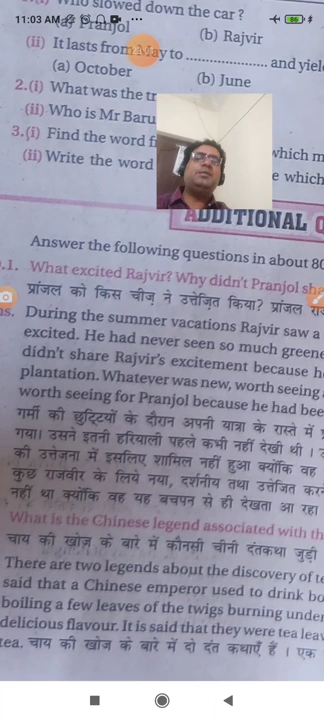 11:03 AM
86
Who slowed down the car ?
(a) Pranjol (b) Rajvir
(ii) It lasts from May to .................... and yiel
(a) October (b) June
2.(i) What was the tr
(ii) Who is Mr Baru
3.(i) Find the word fi which m
(ii) Write the word e which
ADDITIONAL Q
Answer the following questions in about 80
.1. What excited Rajvir? Why didn't Pranjol sha
प्रांजल को किस चीज़ ने उत्तेजित किया? प्रांजल
ns. During the summer vacations Rajvir saw a
excited. He had never seen so much greene
didn't share Rajvir's excitement because h
plantation. Whatever was new, worth seeing
worth seeing for Pranjol because he had bee
गर्मी की छुट्टियों के दौरान अपनी यात्रा के रास्ते में
गया। उसने इतनी हरियाली पहले कभी नहीं देखी थी ।
की उत्तेजना में इसलिए शामिल नहीं हुआ क्योंकि वह
कुछ राजवीर के लिये नया, दर्शनीय तथा उत्तेजित कर
नहीं था क्योंकि वह यह बचपन से ही देखता आ रहा
What is the Chinese legend associated with th
चाय की खोज़ के बारे में कौनसी चीनी दंतकथा जुड़ी
There are two legends about the discovery of te
said that a Chinese emperor used to drink bo
boiling a few leaves of the twigs burning under
delicious flavour. It is said that they were tea leav
tea. चाय की खोज के बारे में दो दंत कथाएँ हैं । एक